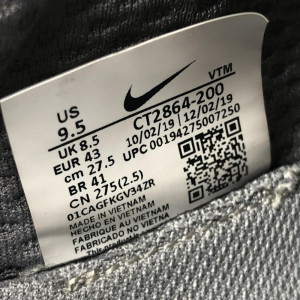 VTM
US
9.5
UK 8.5
EUR 43
cm 27.5
BR 41
CN 275(2.5)
CT2864-200
10/02/19 | 12/02/19
UPC 00194275007250
01CAGFKGV34ZR
MADE IN VIETNAM
HECHO EN VIETNAM
FABRIQUE AU VIETNAM
FABRICADO NO VIETNA